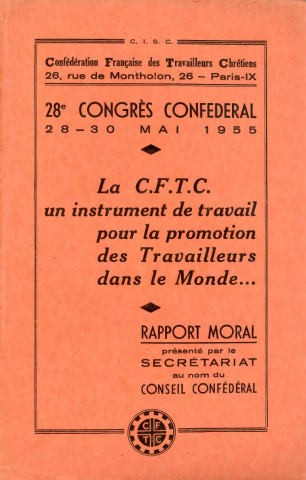 C. I. S. C.
Confédération Française des Travailleurs Chrétiens
26, rue de Montholon, 26 – Paris-IX
28e CONGRÈS CONFEDERAL
28-30 MAI 1955
La C.F.T.C.
un instrument de travail
pour la promotion
des Travailleurs
dans le Monde...
RAPPORT MORAL
présenté par le
SECRÉTARIAT
au nom du
CONSEIL CONFÉDÉRAL
C F
T C